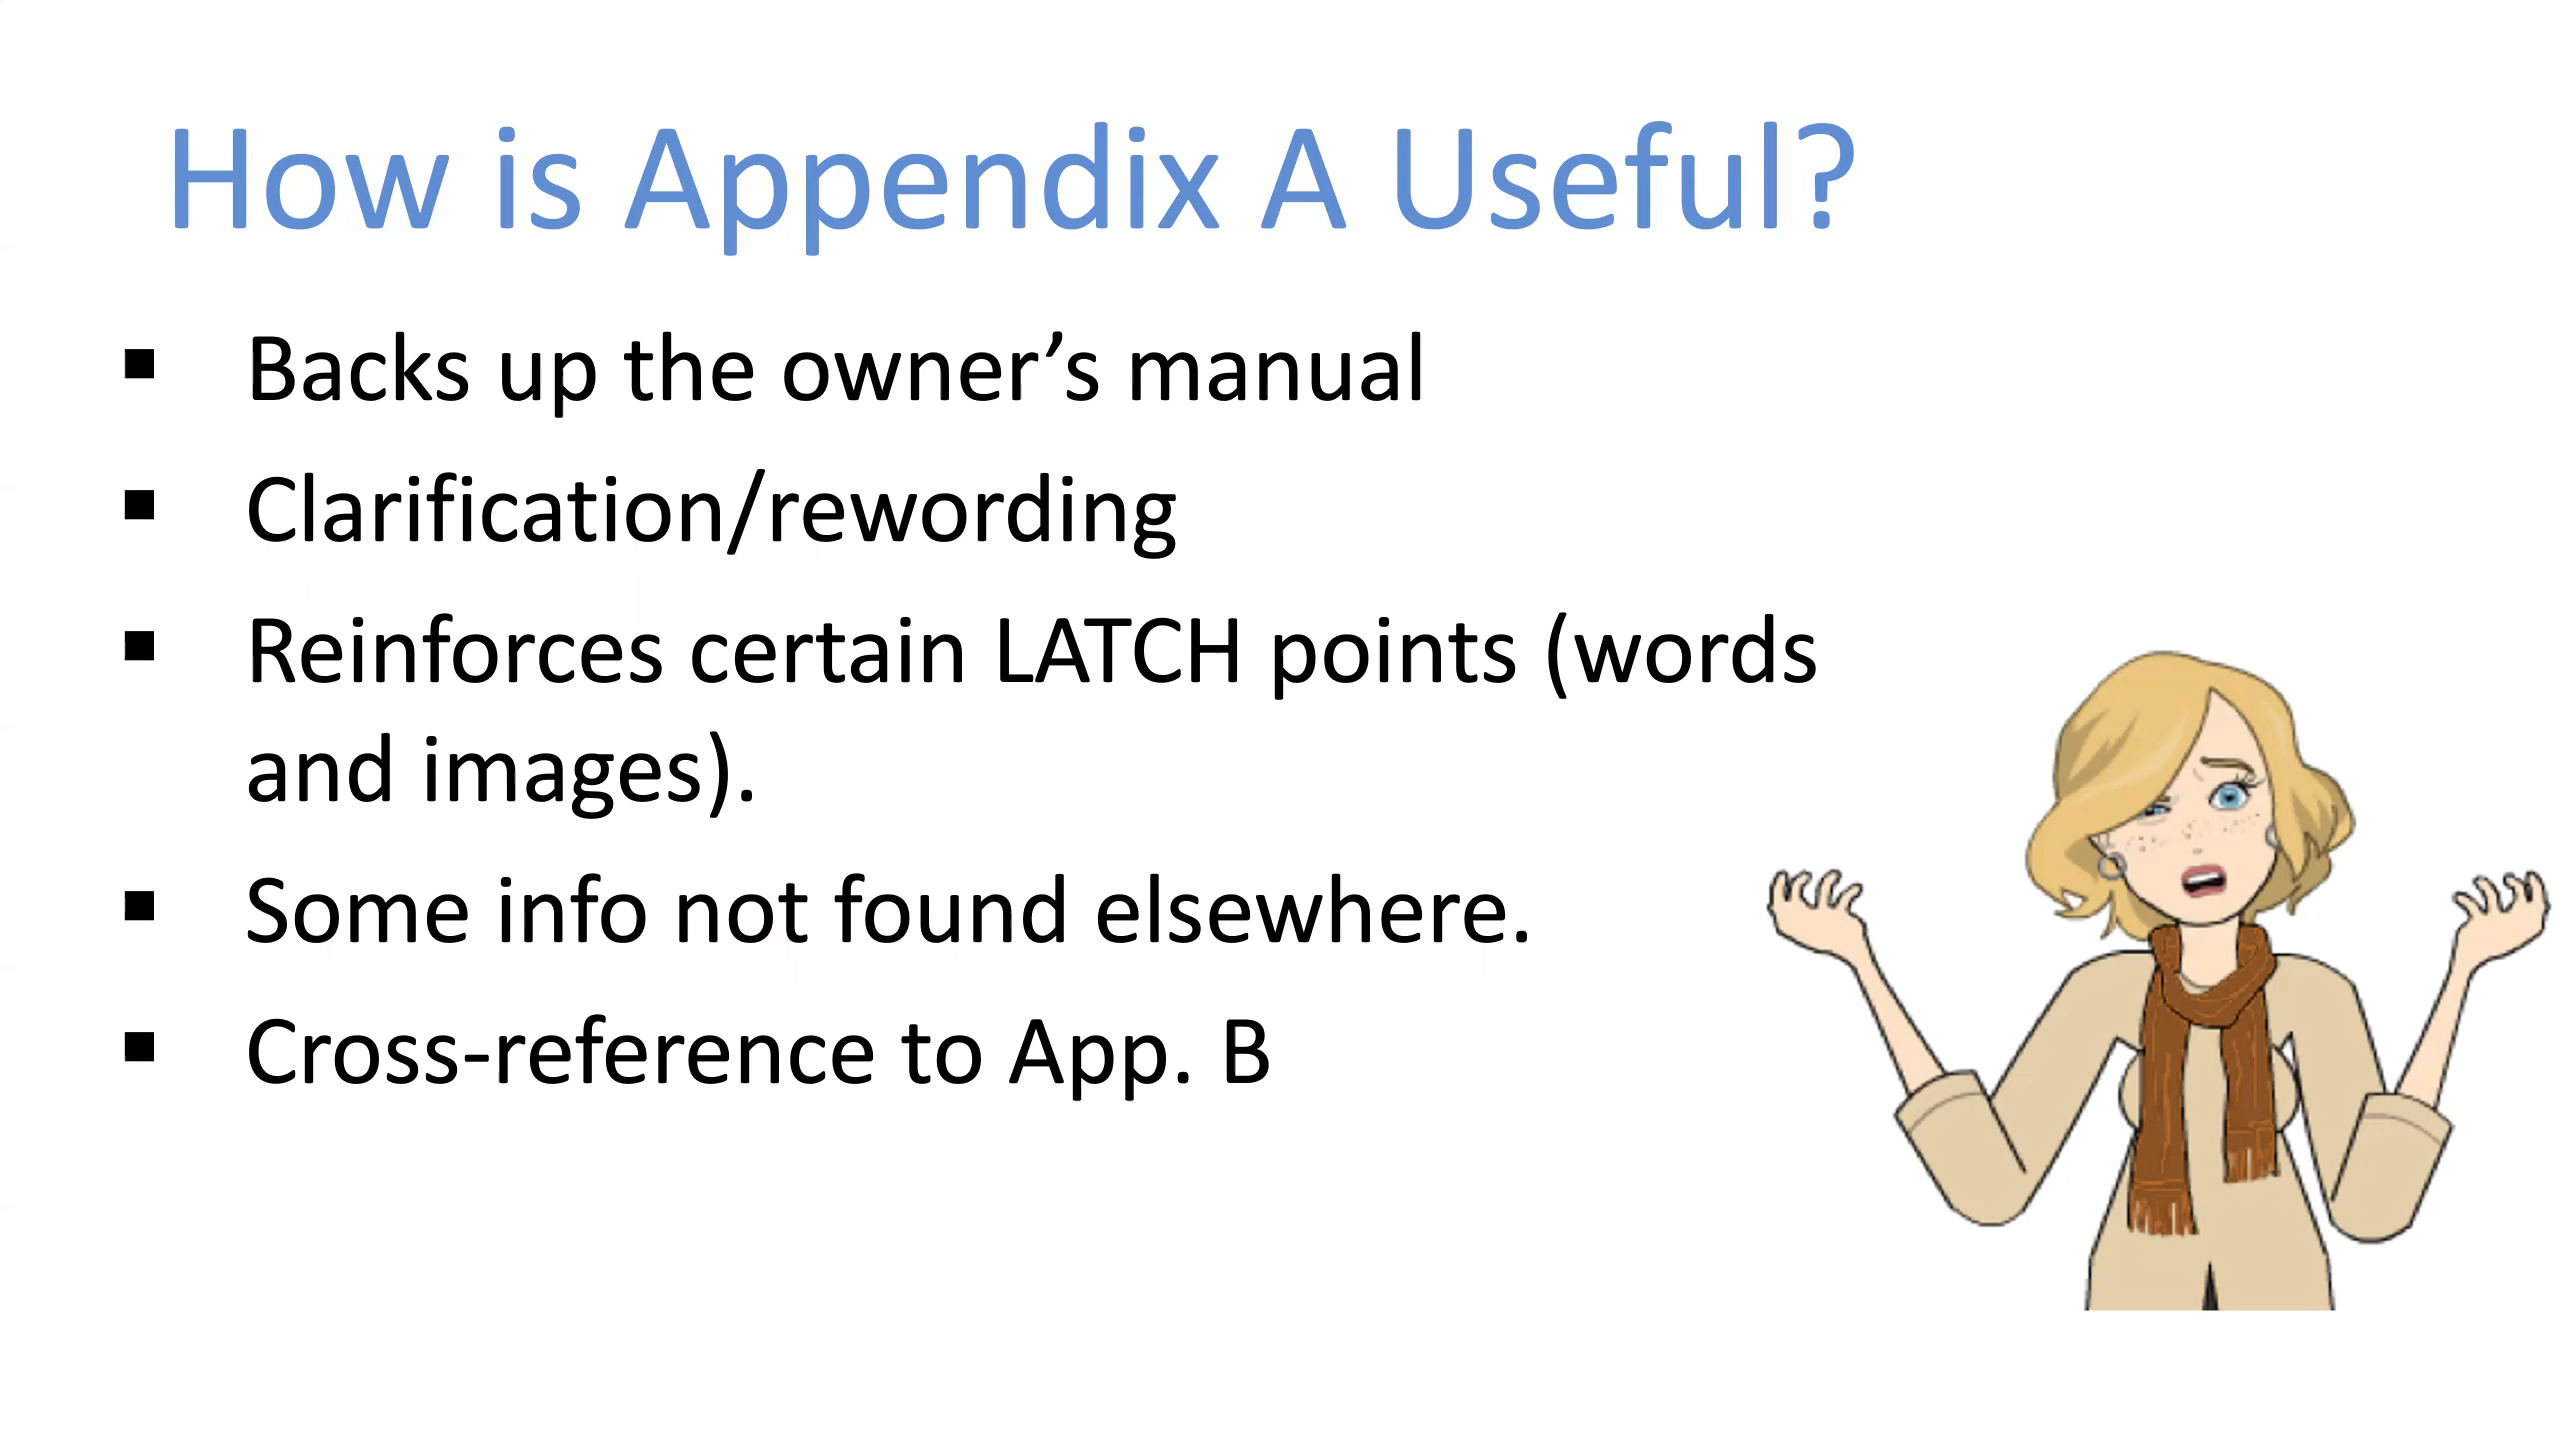 How is Appendix A Useful?
▪ Backs up the owner’s manual
▪ Clarification/rewording
▪ Reinforces certain LATCH points (words
and images).
▪ Some info not found elsewhere.
▪ Cross-reference to App. B